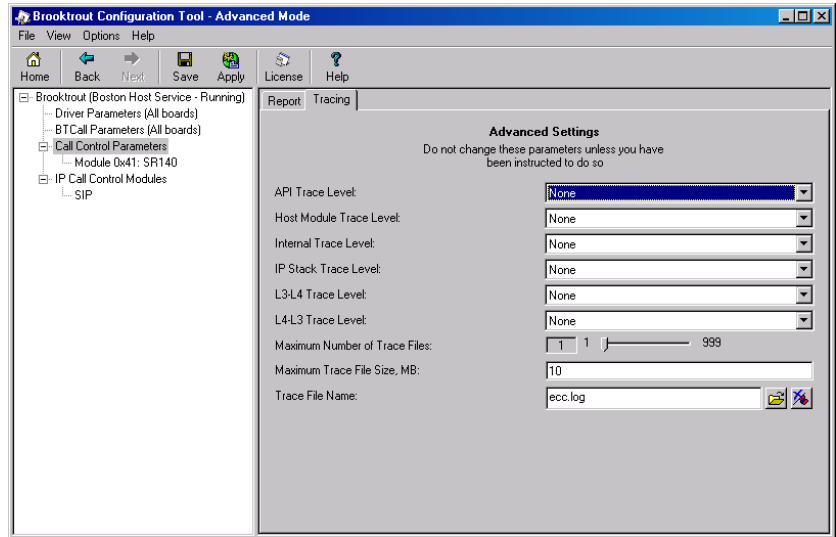 Brooktrout Configuration Tool - Advanced Mode
File View Options Help
Home Back Next Save Apply License Help
Brooktrout (Boston Host Service - Running)
Driver Parameters (All boards)
BTCall Parameters (All boards)
Call Control Parameters
Module 0x41: SR140
IP Call Control Modules
SIP
Report Tracing
Advanced Settings
Do not change these parameters unless you have
been instructed to do so
API Trace Level: None
Host Module Trace Level: None
Internal Trace Level: None
IP Stack Trace Level: None
L3-L4 Trace Level: None
L4-L3 Trace Level: None
Maximum Number of Trace Files: 1 1 999
Maximum Trace File Size, MB: 10
Trace File Name: ecc.log